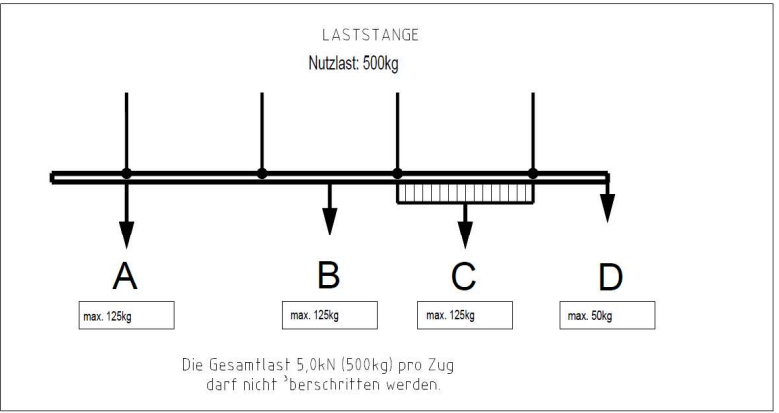 LASTSTANGE
Nutzlast: 500kg
A
B
C
D
max. 125kg
max. 125kg
max. 125kg
max. 50kg
Die Gesamtlast 5,0kN (500kg) pro Zug
darf nicht ³berschritten werden.